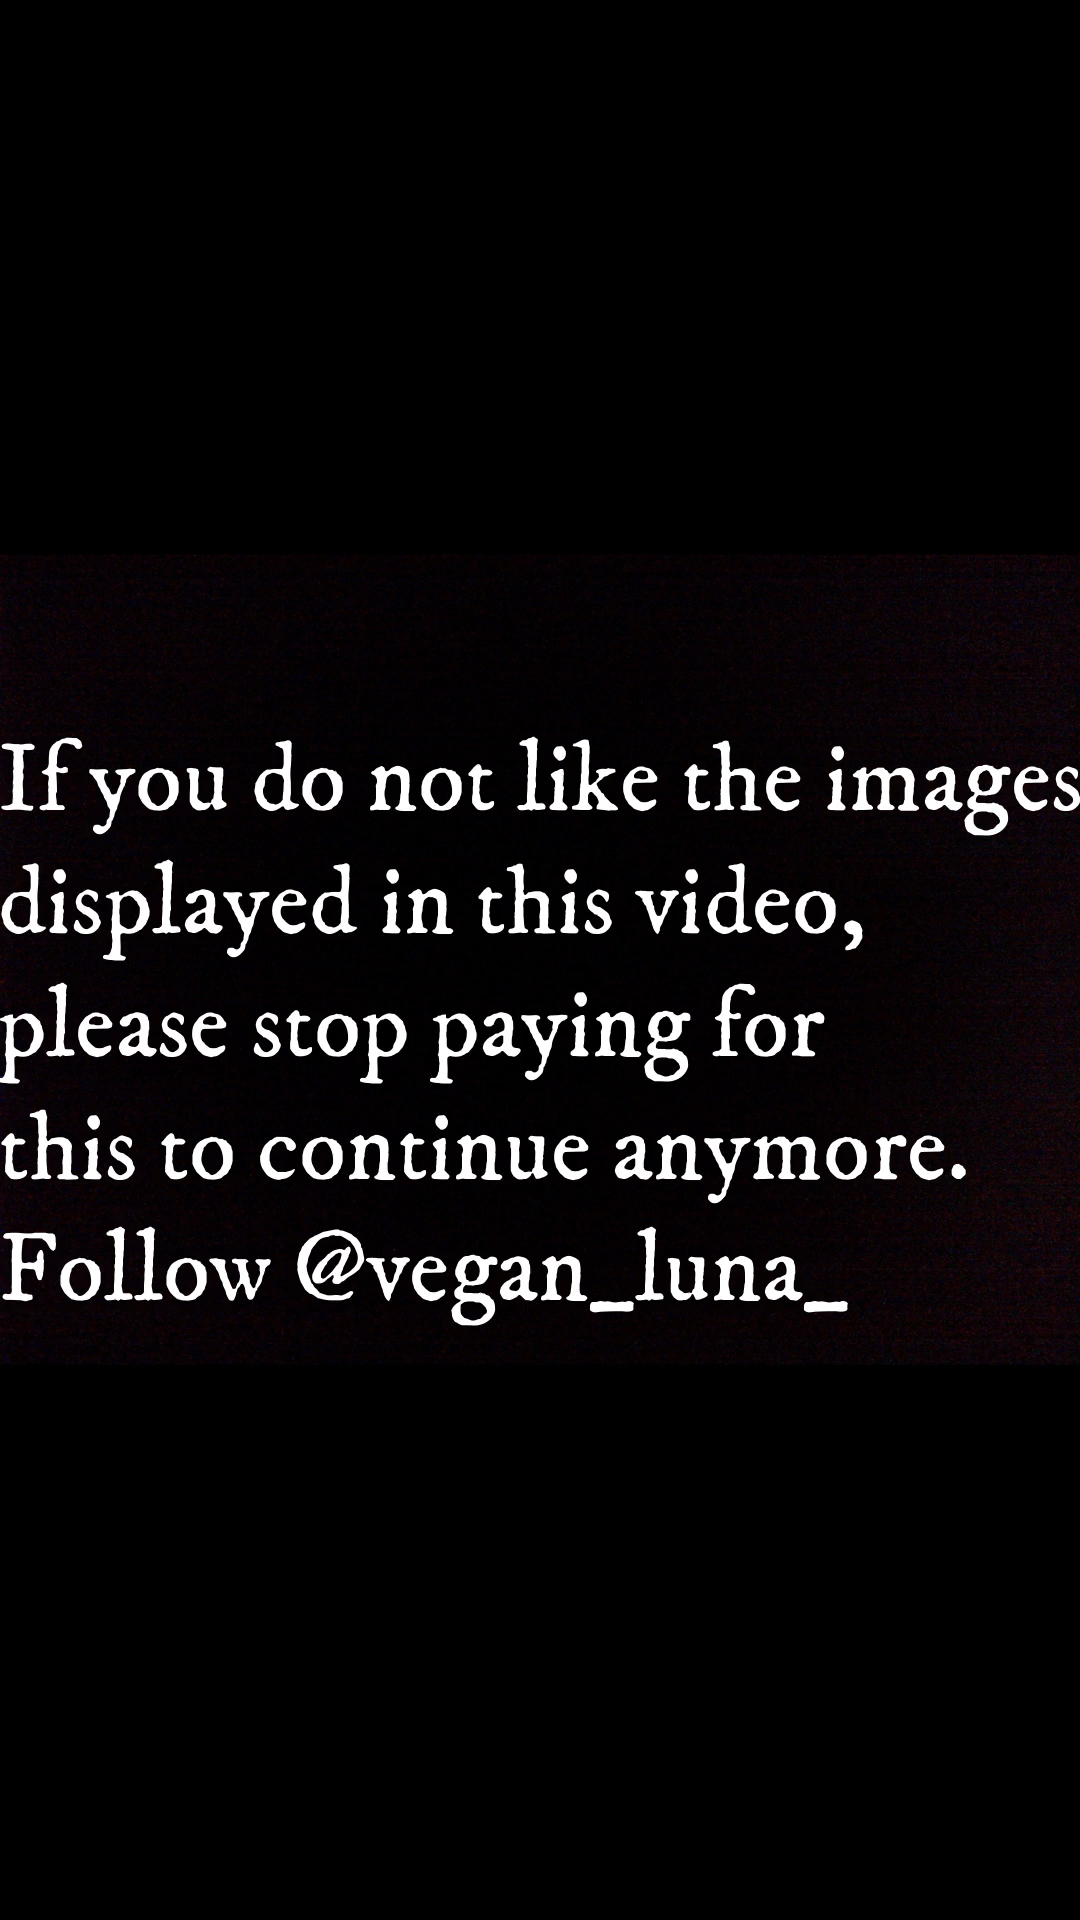 If you do not like the images
displayed in this video,
please stop paying for
this to continue anymore.
Follow @vegan_luna_